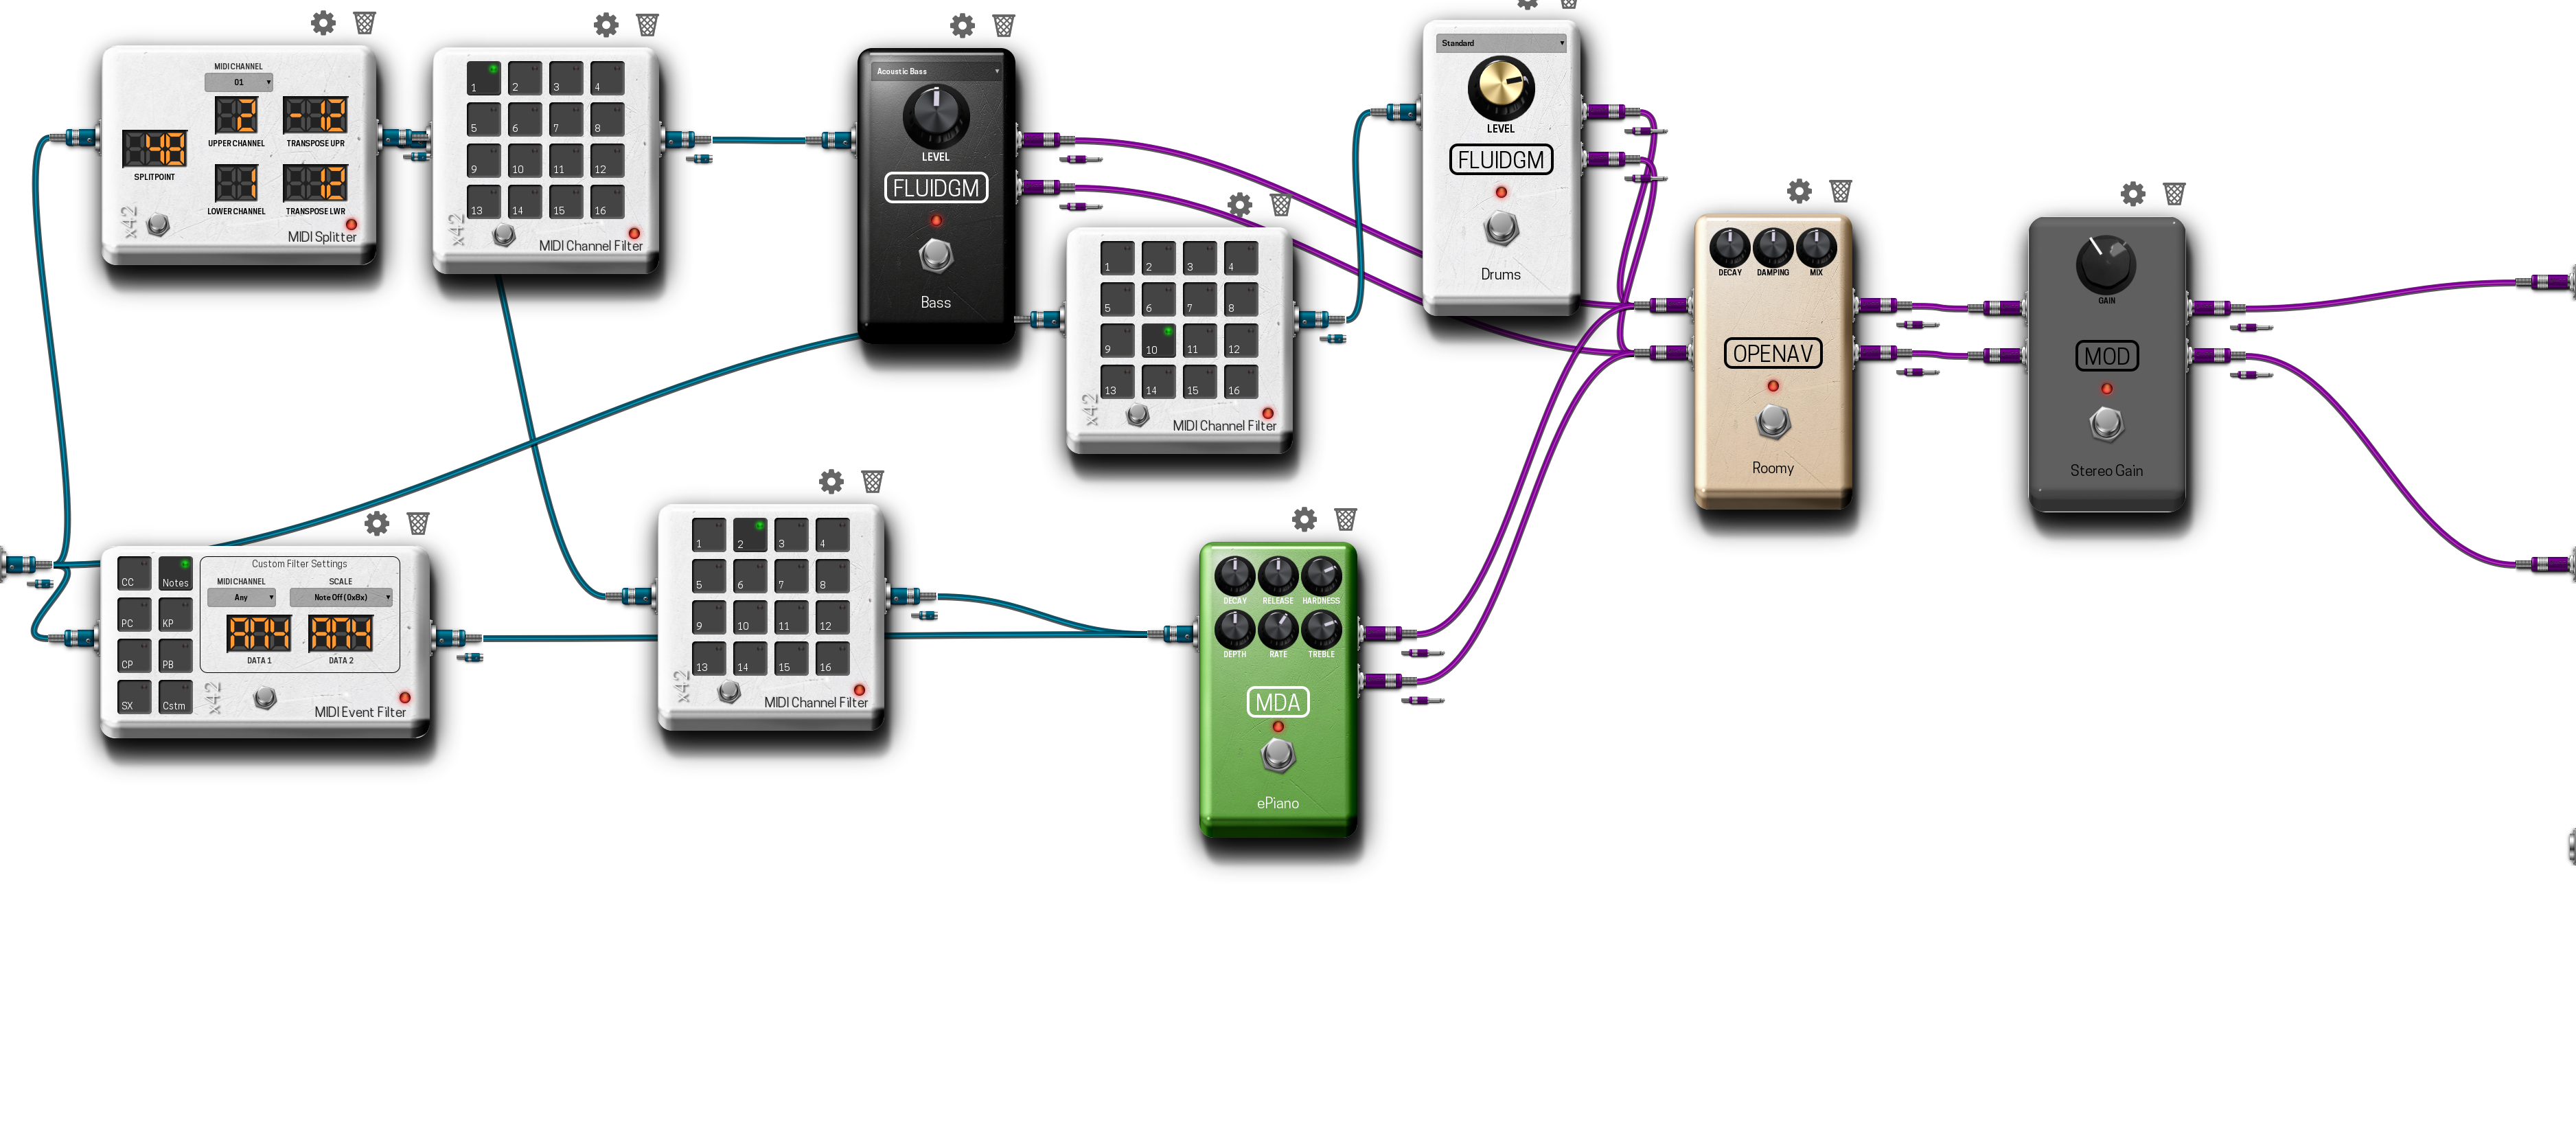 MIDI CHANNEL
01
2
-12
UPPER CHANNEL
TRANSPOSE UPR
48
SPLITPOINT
1
12
LOWER CHANNEL
TRANSPOSE LWR
x42
MIDI Splitter
1 2 3 4
5 6 7 8
9 10 11 12
13 14 15 16
x42
MIDI Channel Filter
Acoustic Bass
LEVEL
FLUIDGM
Bass
1 2 3 4
5 6 7 8
9 10 11 12
13 14 15 16
x42
MIDI Channel Filter
Standard
LEVEL
FLUIDGM
Drums
DECAY DAMPING MIX
OPENAV
Roomy
GAIN
MOD
Stereo Gain
CC Notes
PC KP
CP PB
SX Cstm
Custom Filter Settings
MIDI CHANNEL
SCALE
Any
Note Off (0x8x)
DATA 1
DATA 2
x42
MIDI Event Filter
1 2 3 4
5 6 7 8
9 10 11 12
13 14 15 16
x42
MIDI Channel Filter
DECAY RELEASE HARDNESS
DEPTH RATE TREBLE
MDA
ePiano